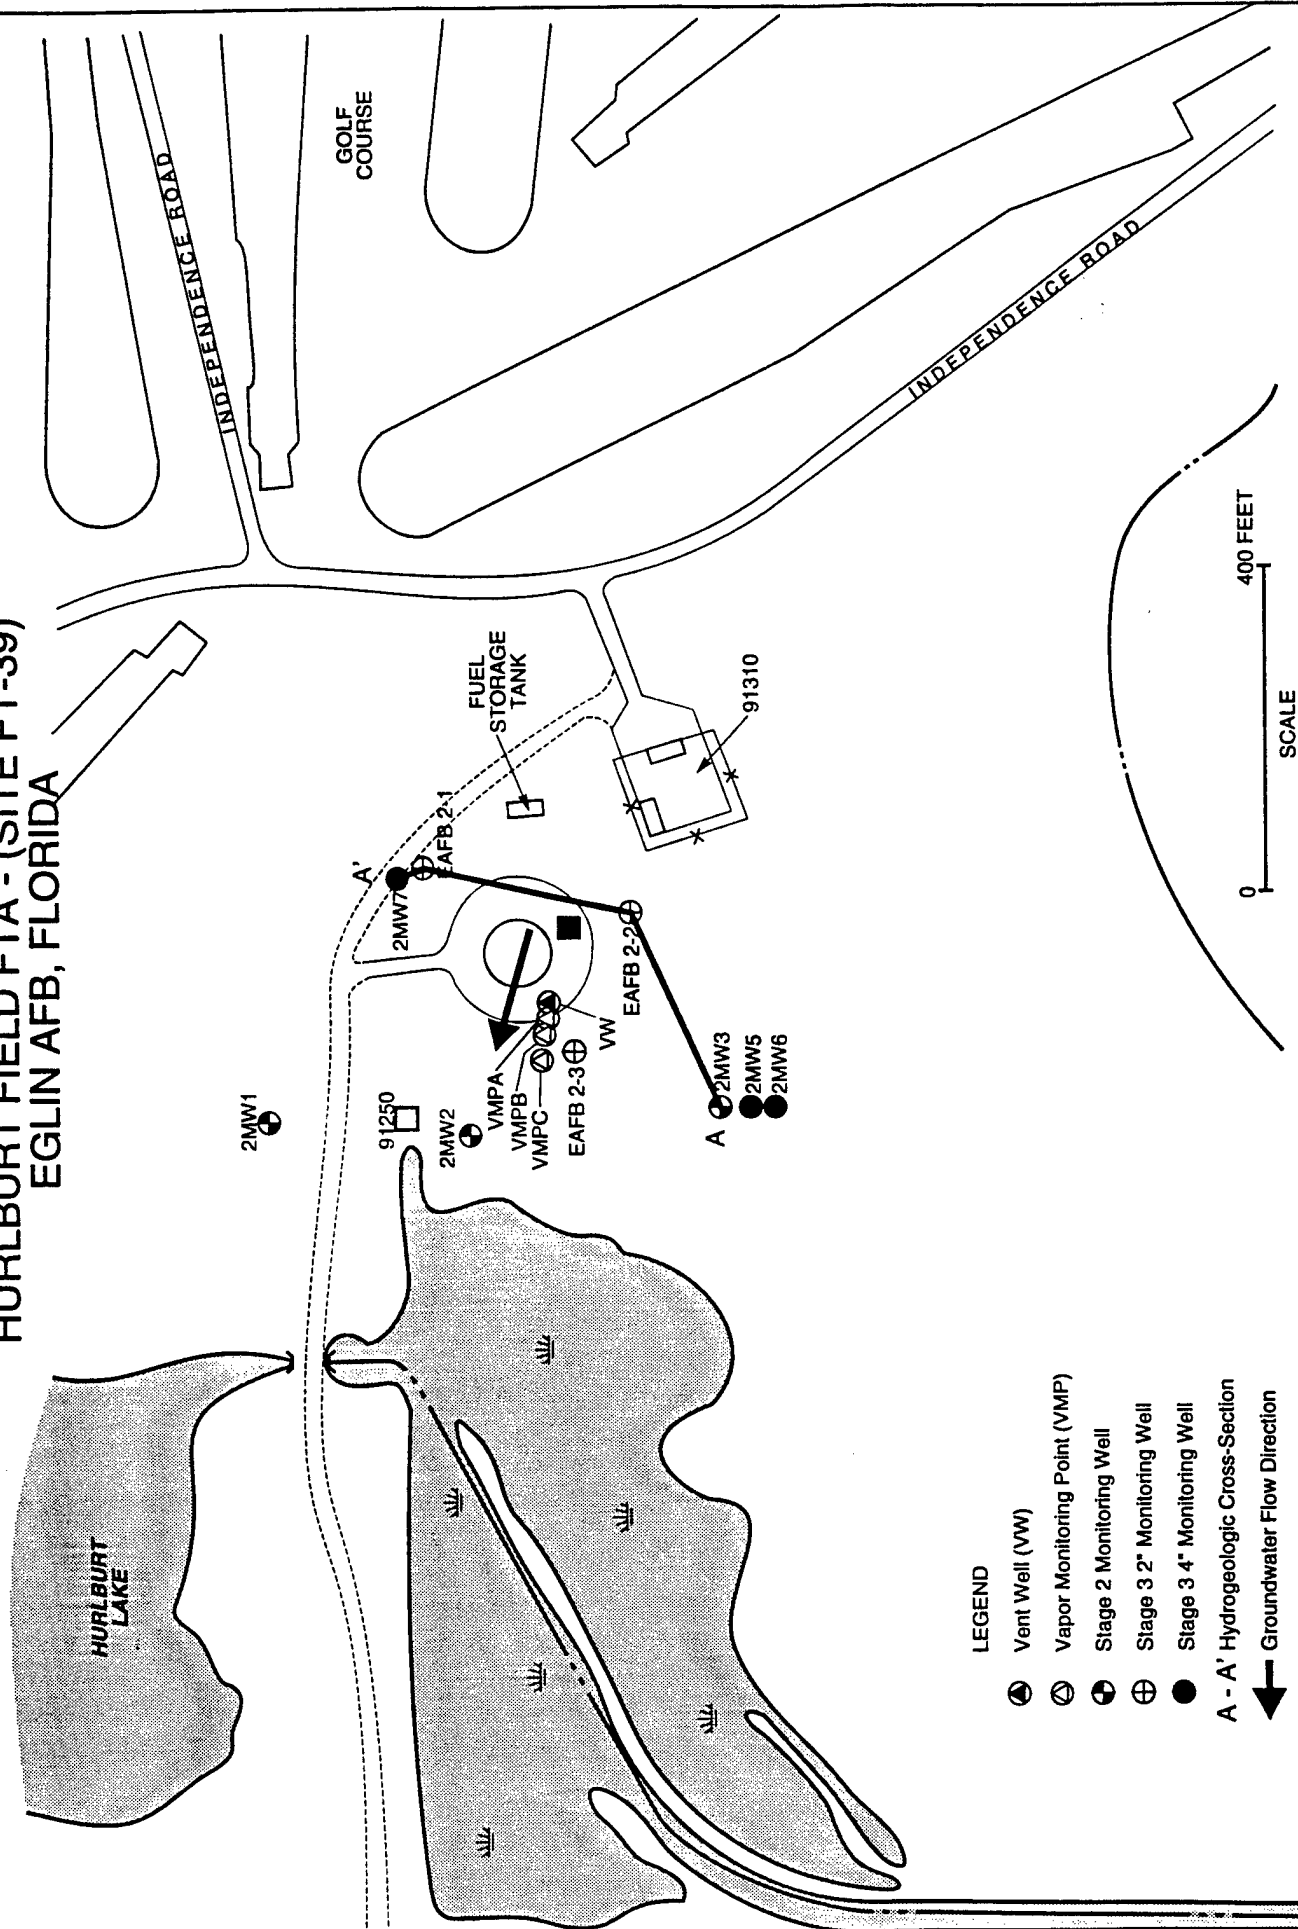 HURLBURT FIELD FTA - (SITE FT-39)
EGLIN AFB, FLORIDA
HURLBURT
LAKE
INDEPENDENCE ROAD
GOLF
COURSE
INDEPENDENCE ROAD
2MW1
91250
2MW2
A'
2MW7
EAFB 2-1
FUEL
STORAGE
TANK
VMPA
VMPB
VMPC
EAFB 2-3
VW
EAFB 2-2
91310
A
2MW3
2MW5
2MW6
LEGEND
Vent Well (VW)
Vapor Monitoring Point (VMP)
Stage 2 Monitoring Well
Stage 3 2" Monitoring Well
Stage 3 4" Monitoring Well
A - A' Hydrogeologic Cross-Section
Groundwater Flow Direction
0
400 FEET
SCALE